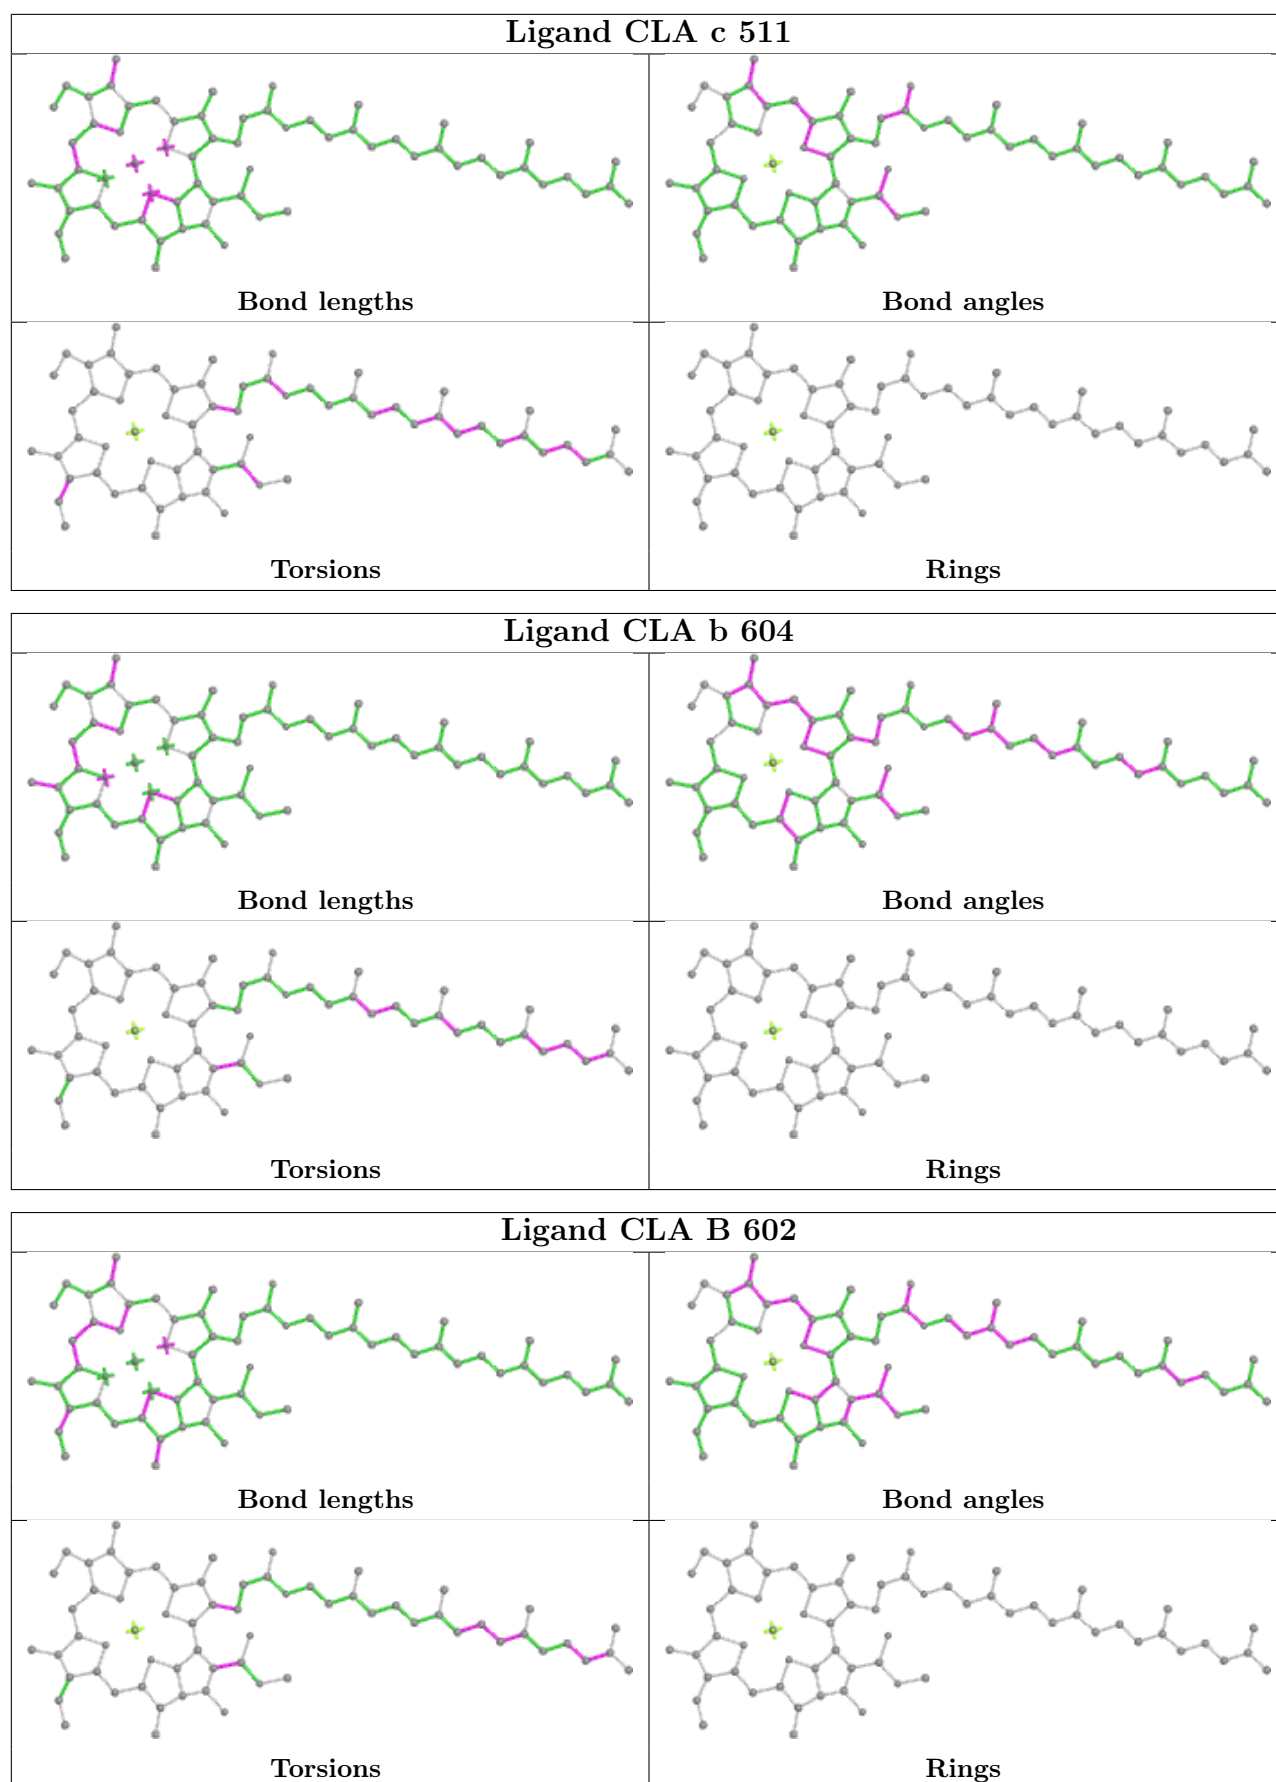 Ligand CLA c 511
Bond lengths
Bond angles
Torsions
Rings
Ligand CLA b 604
Bond lengths
Bond angles
Torsions
Rings
Ligand CLA B 602
Bond lengths
Bond angles
Torsions
Rings